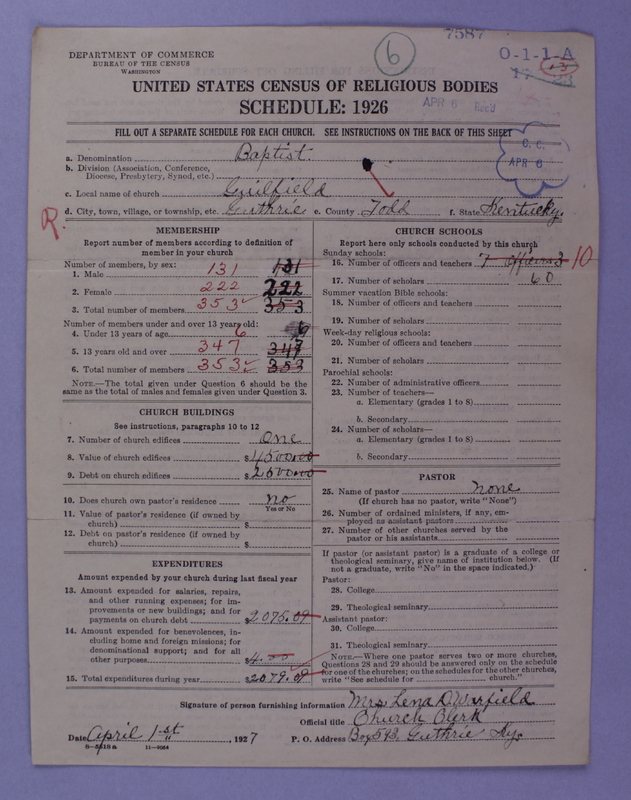 7587
6
O-1-1-A
DEPARTMENT OF COMMERCE
BUREAU OF THE CENSUS
WASHINGTON
UNITED STATES CENSUS OF RELIGIOUS BODIES
SCHEDULE: 1926
APR 6 Rec'd
FILL OUT A SEPARATE SCHEDULE FOR EACH CHURCH. SEE INSTRUCTIONS ON THE BACK OF THIS SHEET
C. C.
APR 6
a. Denomination Baptist.
b. Division (Association, Conference,
Diocese, Presbytery, Synod, etc.)
c. Local name of church Guilfield
d. City, town, village, or township, etc. Guthrie e. County Todd f. State Kentucky.
R.
MEMBERSHIP
Report number of members according to definition of
member in your church
Number of members, by sex:
1. Male 131 131
2. Female 222 222
3. Total number of members 353 353
Number of members under and over 13 years old:
4. Under 13 years of age 6 6
5. 13 years old and over 347 347
6. Total number of members 353 353
NOTE.—The total given under Question 6 should be
the same as the total of males and females given under Question 3.
CHURCH BUILDINGS
See instructions, paragraphs 10 to 12
7. Number of church edifices one
8. Value of church edifices $4500.00
9. Debt on church edifices $2500.00
10. Does church own pastor's residence no
Yes or No
11. Value of pastor's residence (if owned by
church) $
12. Debt on pastor's residence (if owned by
church) $
EXPENDITURES
Amount expended by your church during last fiscal year
13. Amount expended for salaries, repairs,
and other running expenses; for im-
provements or new buildings; and for
payments on church debt $2075.09
14. Amount expended for benevolences, in-
cluding home and foreign missions; for
denominational support; and for all
other purposes $4.00
15. Total expenditures during year $2079.09
CHURCH SCHOOLS
Report here only schools conducted by this church
Sunday schools:
16. Number of officers and teachers 7 officers 3 10
17. Number of scholars 60
Summer vacation Bible schools:
18. Number of officers and teachers
19. Number of scholars
Week-day religious schools:
20. Number of officers and teachers
21. Number of scholars
Parochial schools:
22. Number of administrative officers
23. Number of teachers—
a. Elementary (grades 1 to 8)
b. Secondary
24. Number of scholars—
a. Elementary (grades 1 to 8)
b. Secondary
PASTOR
25. Name of pastor none
(If church has no pastor, write "None")
26. Number of ordained ministers, if any, em-
ployed as assistant pastors
27. Number of other churches served by the
pastor or his assistants
If pastor (or assistant pastor) is a graduate of a college or
theological seminary, give name of institution below. (If
not a graduate, write "No" in the space indicated.)
Pastor:
28. College
29. Theological seminary
Assistant pastor:
30. College
31. Theological seminary
NOTE.—Where one pastor serves two or more churches,
Questions 28 and 29 should be answered only on the schedule
for one of the churches; on the schedules for the other churches,
write "See schedule for church."
Signature of person furnishing information Mrs Lena D. Warfield
Official title Church Clerk
Date April 1st, 1927 P. O. Address Box 543. Guthrie Ky.
11—9064